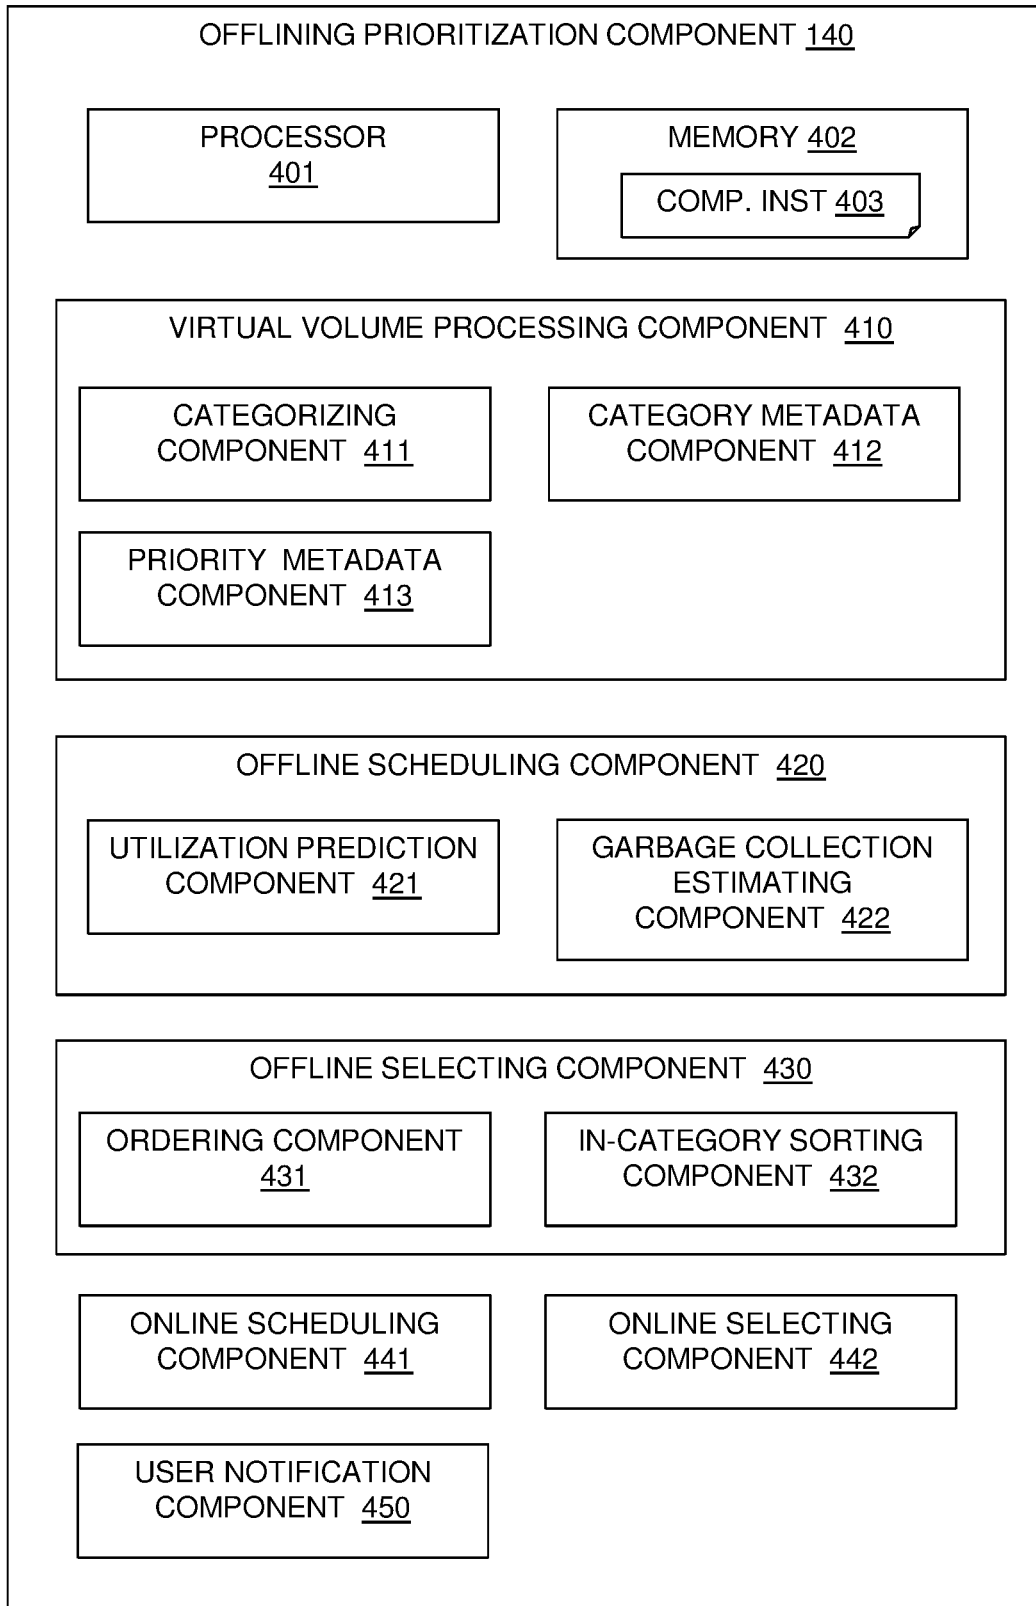 OFFLINING PRIORITIZATION COMPONENT 140
PROCESSOR
401
MEMORY 402
COMP. INST 403
VIRTUAL VOLUME PROCESSING COMPONENT 410
CATEGORIZING
COMPONENT 411
CATEGORY METADATA
COMPONENT 412
PRIORITY METADATA
COMPONENT 413
OFFLINE SCHEDULING COMPONENT 420
UTILIZATION PREDICTION
COMPONENT 421
GARBAGE COLLECTION
ESTIMATING
COMPONENT 422
OFFLINE SELECTING COMPONENT 430
ORDERING COMPONENT
431
IN-CATEGORY SORTING
COMPONENT 432
ONLINE SCHEDULING
COMPONENT 441
ONLINE SELECTING
COMPONENT 442
USER NOTIFICATION
COMPONENT 450